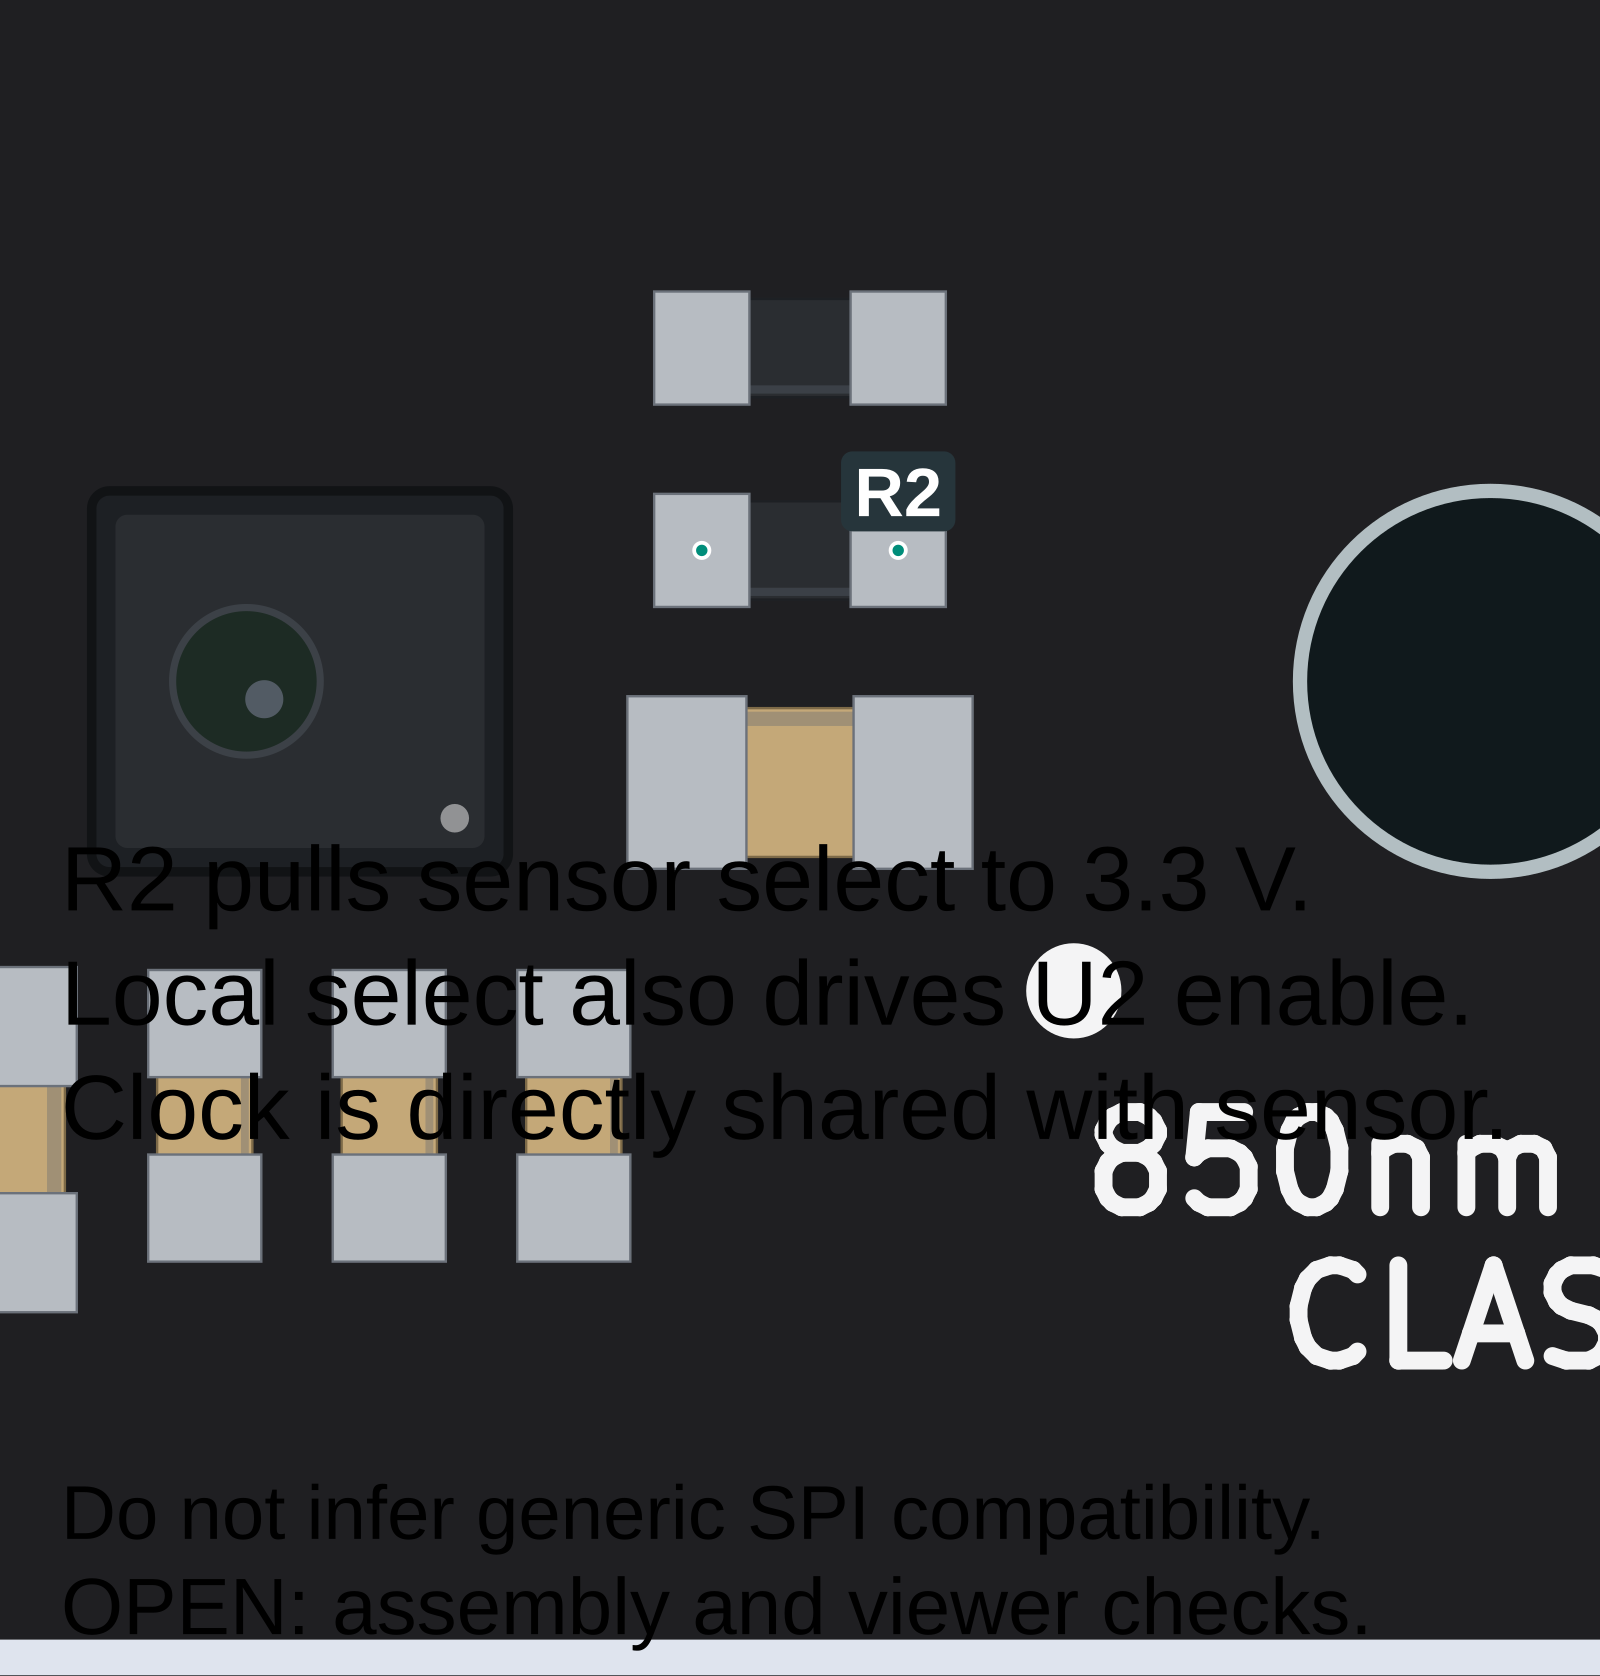 R2
R2 pulls sensor select to 3.3 V.
Local select also drives U2 enable.
Clock is directly shared with sensor.
850nm
CLAS
Do not infer generic SPI compatibility.
OPEN: assembly and viewer checks.